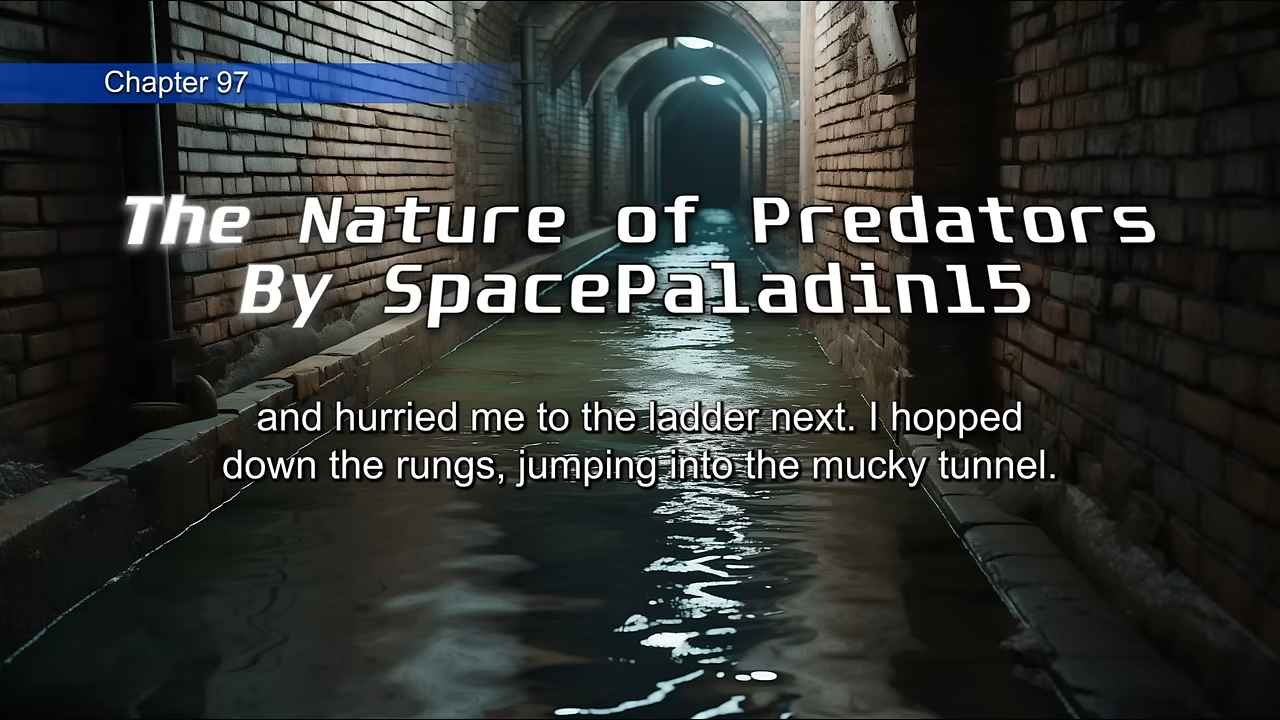 Chapter 97
The Nature of Predators
By SpacePaladin15
and hurried me to the ladder next. I hopped
down the rungs, jumping into the mucky tunnel.